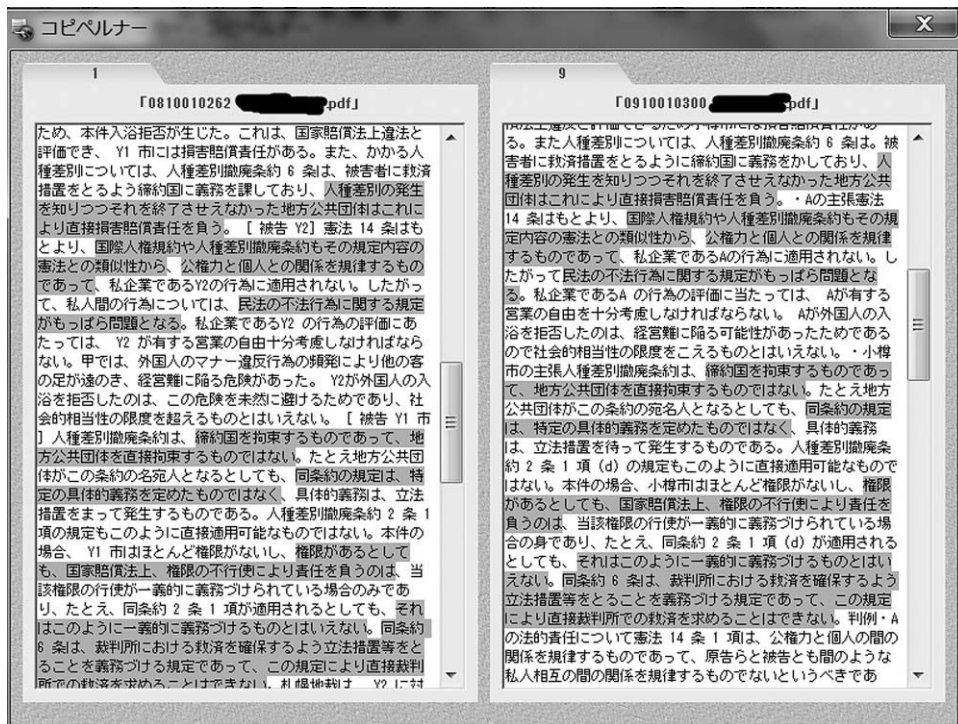 コピペルナー
X
1
「0810010262 .pdf」
ため、本件入浴拒否が生じた。これは、国家賠償法上違法と
評価でき、 Y1 市には損害賠償責任がある。また、かかる人
種差別については、人種差別撤廃条約 6 条は、被害者に救済
措置をとるよう締約国に義務を課しており、人種差別の発生
を知りつつそれを終了させえなかった地方公共団体はこれに
より直接損害賠償責任を負う。 [ 被告 Y2] 憲法 14 条はも
とより、国際人権規約や人種差別撤廃条約もその規定内容の
憲法との類似性から、公権力と個人との関係を規律するもの
であって、私企業であるY2の行為に適用されない。したがっ
て、私人間の行為については、民法の不法行為に関する規定
がもっぱら問題となる。私企業であるY2 の行為の評価にあ
たっては、 Y2 が有する営業の自由十分考慮しなければなら
ない。甲では、外国人のマナー違反行為の頻発により他の客
の足が遠のき、経営難に陥る危険があった。 Y2が外国人の入
浴を拒否したのは、この危険を未然に避けるためであり、社
会的相当性の限度を超えるものとはいえない。 [ 被告 Y1 市
] 人種差別撤廃条約は、締約国を拘束するものであって、地
方公共団体を直接拘束するものではない。たとえ地方公共団
体がこの条約の名宛人となるとしても、同条約の規定は、特
定の具体的義務を定めたものではなく、具体的義務は、立法
措置をまって発生するものである。人種差別撤廃条約 2 条 1
項の規定もこのように直接適用可能なものではない。本件の
場合、 Y1 市はほとんど権限がないし、権限があるとして
も、国家賠償法上、権限の不行使により責任を負うのは、当
該権限の行使が一義的に義務づけられている場合のみであ
り、たとえ、同条約 2 条 1 項が適用されるとしても、それ
はこのように一義的に義務づけるものとはいえない。同条約
6 条は、裁判所における救済を確保するよう立法措置等をと
ることを義務づける規定であって、この規定により直接裁判
所での救済を求めることはできない。札幌地裁は、 Y2 に対
9
「0910010300 .pdf」
る。また人種差別については、人種差別撤廃条約 6 条は。被
害者に救済措置をとるように締約国に義務をかしており、人
種差別の発生を知りつつそれを終了させえなかった地方公共
団体はこれにより直接損害賠償責任を負う。・Aの主張憲法
14 条はもとより、国際人権規約や人種差別撤廃条約もその規
定内容の憲法との類似性から、公権力と個人との関係を規律
するものであって、私企業であるAの行為に適用されない。し
たがって民法の不法行為に関する規定がもっぱら問題とな
る。私企業であるA の行為の評価に当たっては、 Aが有する
営業の自由を十分考慮しなければならない。 Aが外国人の入
浴を拒否したのは、経営難に陥る可能性があったためである
ので社会的相当性の限度をこえるものとはいえない。・小樽
市の主張人種差別撤廃条約は、締約国を拘束するものであっ
て、地方公共団体を直接拘束するものではない。たとえ地方
公共団体がこの条約の宛名人となるとしても、同条約の規定
は、特定の具体的義務を定めたものではなく、具体的義務
は、立法措置を待って発生するものである。人種差別撤廃条
約 2 条 1 項 (d) の規定もこのように直接適用可能なもので
はない。本件の場合、小樽市はほとんど権限がないし、権限
があるとしても、国家賠償法上、権限の不行使により責任を
負うのは、当該権限の行使が一義的に義務づけられている場
合の身であり、たとえ、同条約 2 条 1 項 (d) が適用される
としても、それはこのように一義的に義務づけるものとはい
えない。同条約 6 条は、裁判所における救済を確保するよう
立法措置等をとることを義務づける規定であって、この規定
により直接裁判所での救済を求めることはできない。判例・A
の法的責任について憲法 14 条 1 項は、公権力と個人の間の
関係を規律するものであって、原告らと被告とも間のような
私人相互の間の関係を規律するものでないというべきであ